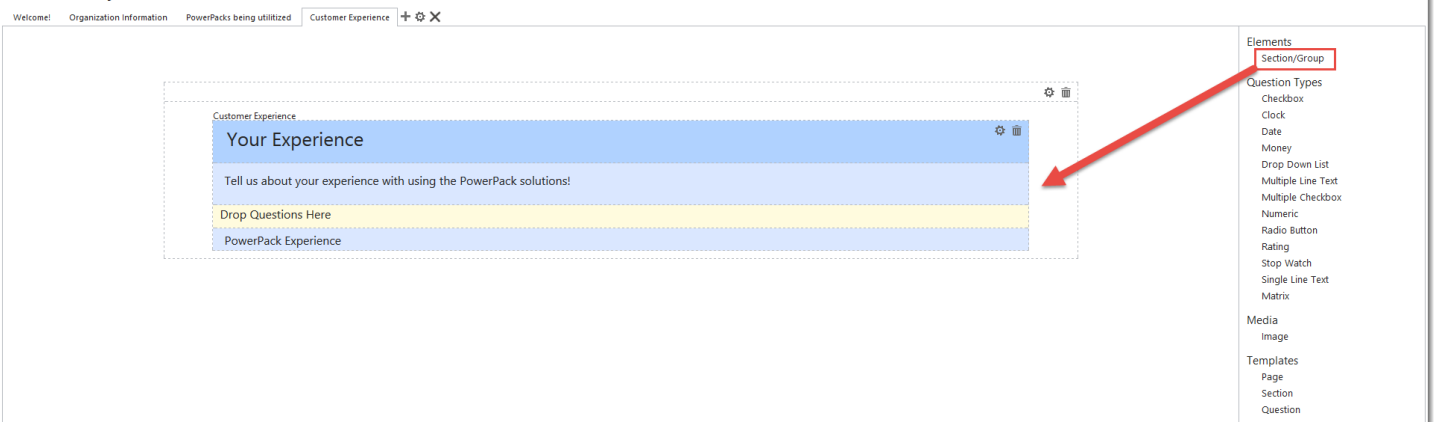 Welcome! Organization Information PowerPacks being utilitized Customer Experience
Customer Experience
Your Experience
Tell us about your experience with using the PowerPack solutions!
Drop Questions Here
PowerPack Experience
Elements
Section/Group
Question Types
Checkbox
Clock
Date
Money
Drop Down List
Multiple Line Text
Multiple Checkbox
Numeric
Radio Button
Rating
Stop Watch
Single Line Text
Matrix
Media
Image
Templates
Page
Section
Question